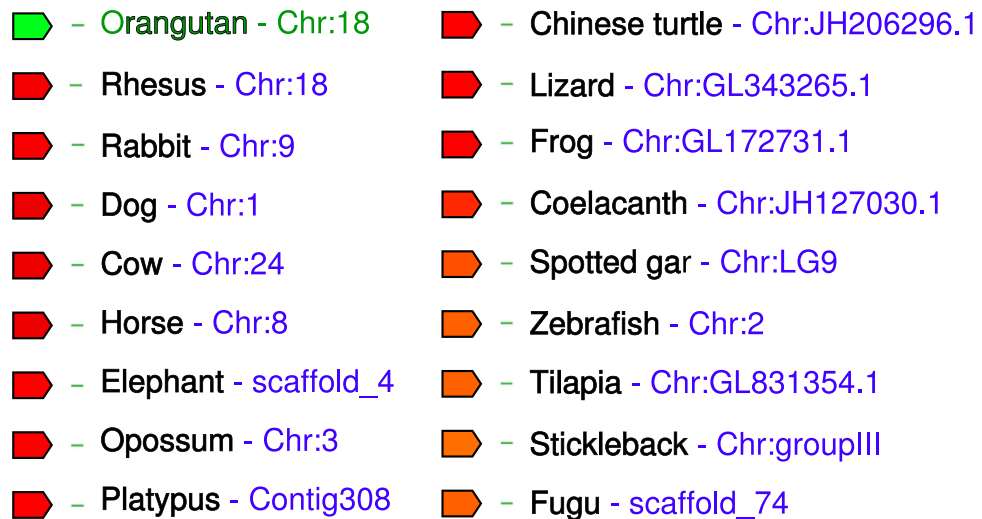 - Orangutan - Chr:18
- Rhesus - Chr:18
- Rabbit - Chr:9
- Dog - Chr:1
- Cow - Chr:24
- Horse - Chr:8
- Elephant - scaffold_4
- Opossum - Chr:3
- Platypus - Contig308
- Chinese turtle - Chr:JH206296.1
- Lizard - Chr:GL343265.1
- Frog - Chr:GL172731.1
- Coelacanth - Chr:JH127030.1
- Spotted gar - Chr:LG9
- Zebrafish - Chr:2
- Tilapia - Chr:GL831354.1
- Stickleback - Chr:groupIII
- Fugu - scaffold_74